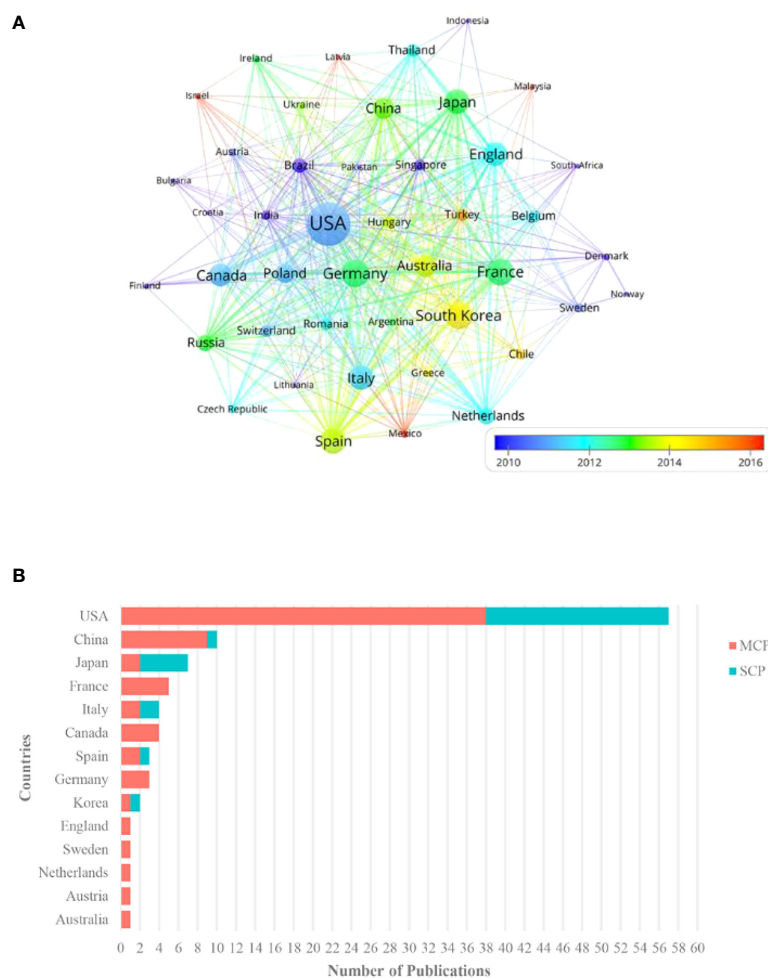 A
Indonesia
Thailand
Ireland
Latvia
Malaysia
Israel
Ukraine
China
Japan
England
Austria
Brazil
Pakistan
Singapore
South Africa
Bulgaria
Croatia
India
USA
Hungary
Turkey
Belgium
Denmark
Canada
Poland
Germany
Australia
France
Finland
Norway
Sweden
Russia
Switzerland
Romania
Argentina
South Korea
Chile
Greece
Lithuania
Italy
Czech Republic
Netherlands
Spain
Mexico
2010 2012 2014 2016
B
USA
China
Japan
France
Italy
Canada
Spain
Germany
Korea
England
Sweden
Netherlands
Austria
Australia
Countries
MCP
SCP
0 2 4 6 8 10 12 14 16 18 20 22 24 26 28 30 32 34 36 38 40 42 44 46 48 50 52 54 56 58 60
Number of Publications